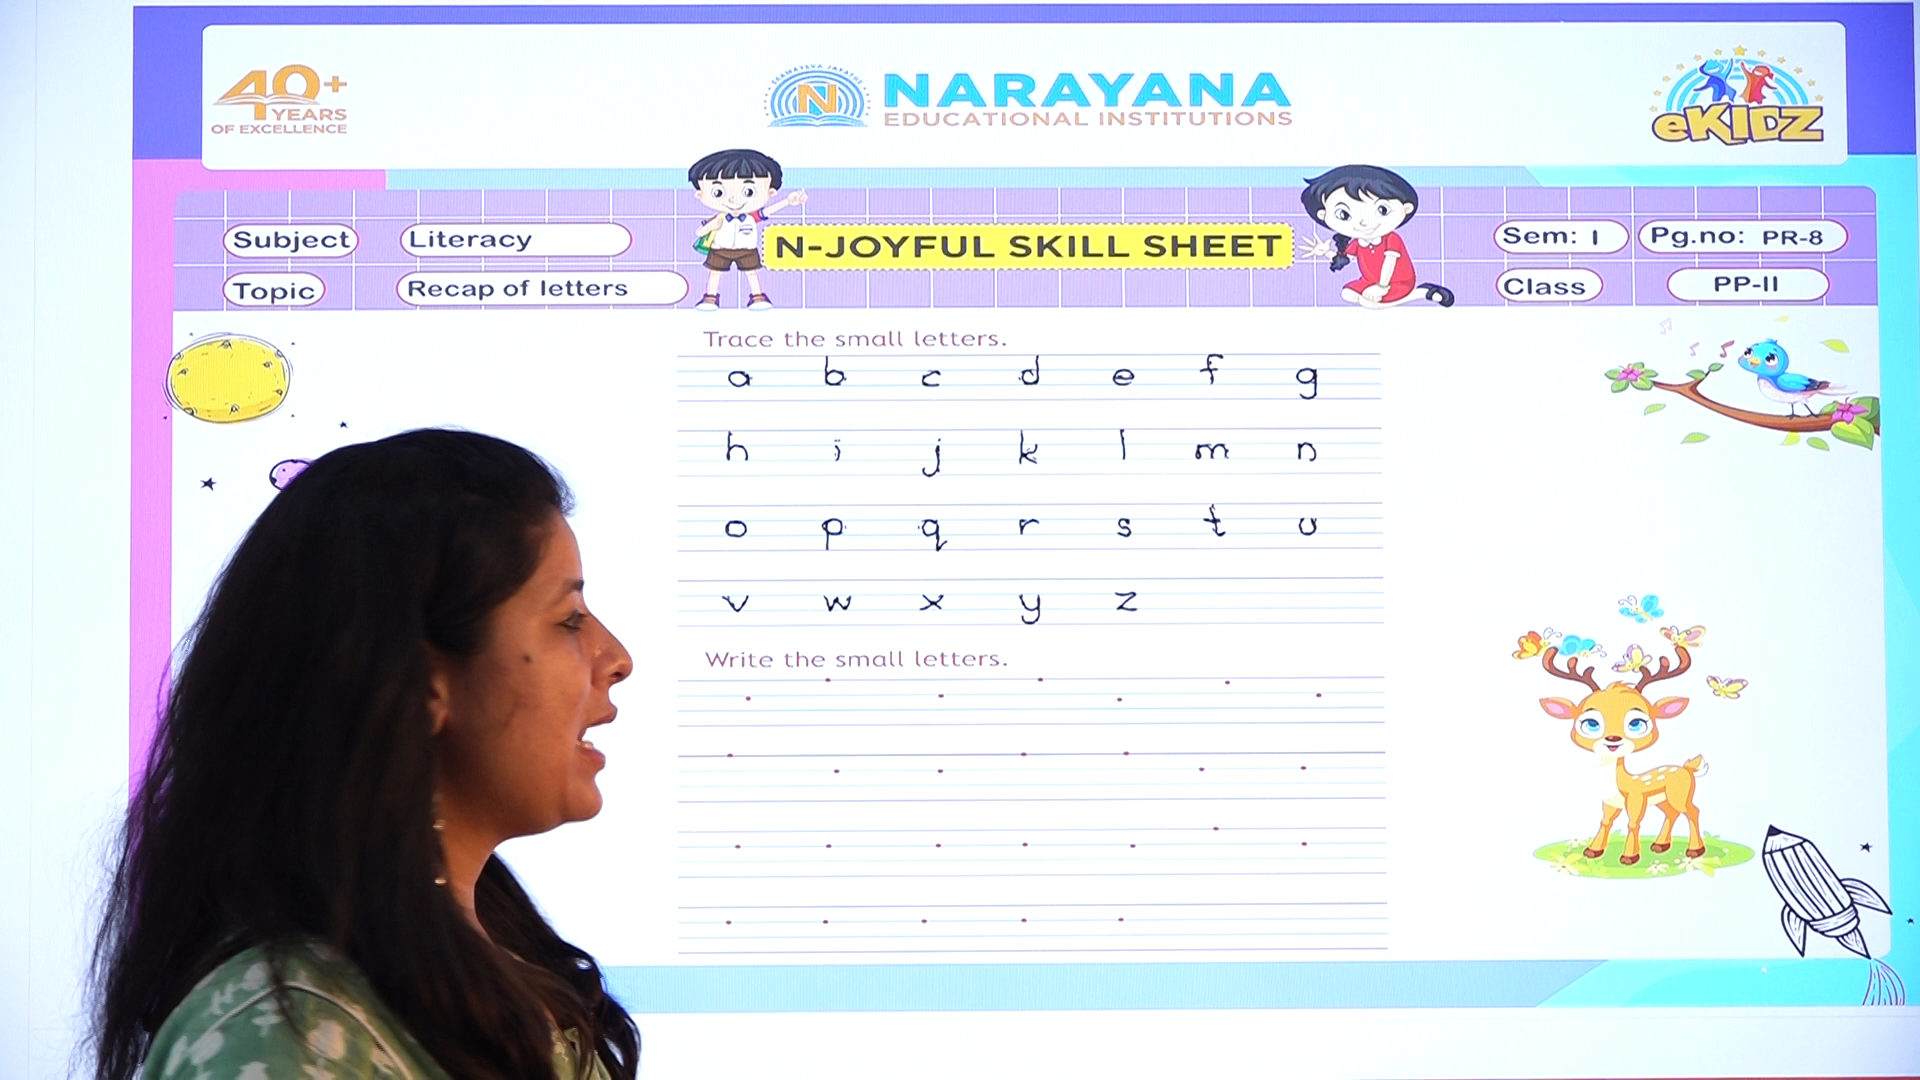 40+
YEARS
OF EXCELLENCE
N
NARAYANA
EDUCATIONAL INSTITUTIONS
eKIDZ
Subject Literacy
Topic Recap of letters
N-JOYFUL SKILL SHEET
Sem: I Pg.no: PR-8
Class PP-II
Trace the small letters.
a b c d e f g
h i j k l m n
o p q r s t u
v w x y z
Write the small letters.